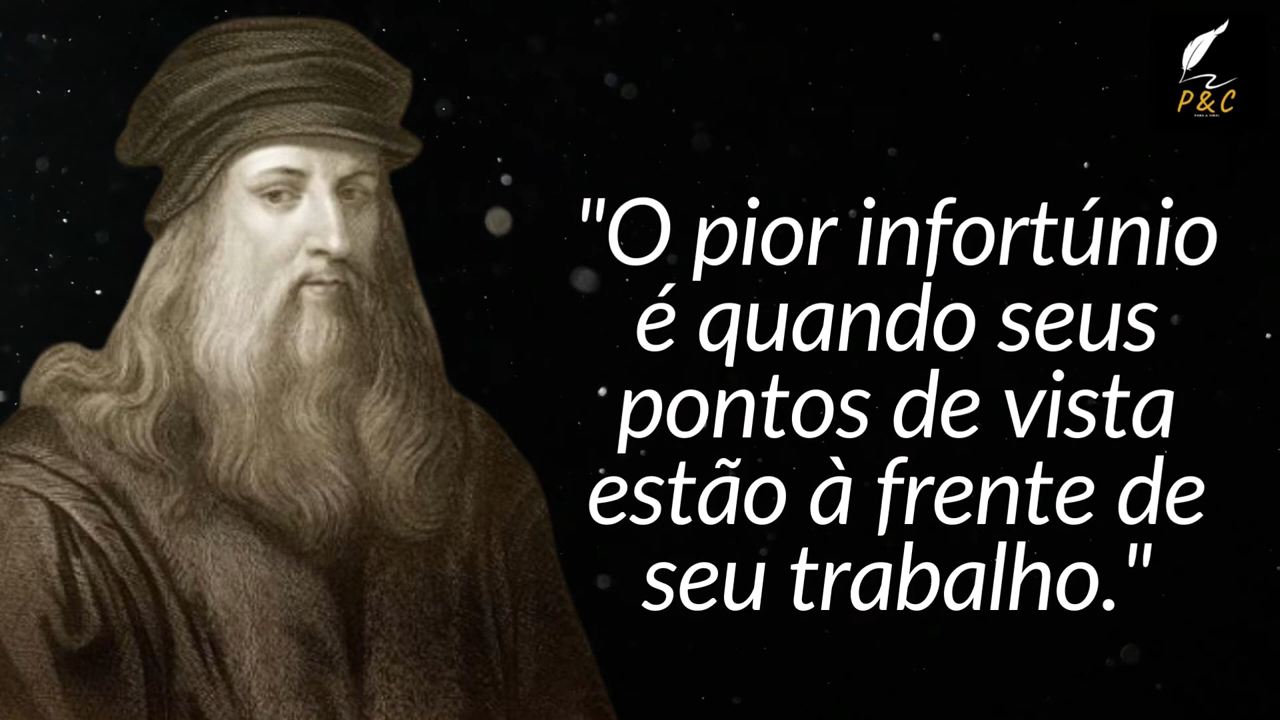 P & C
"O pior infortúnio
é quando seus
pontos de vista
estão à frente de
seu trabalho."